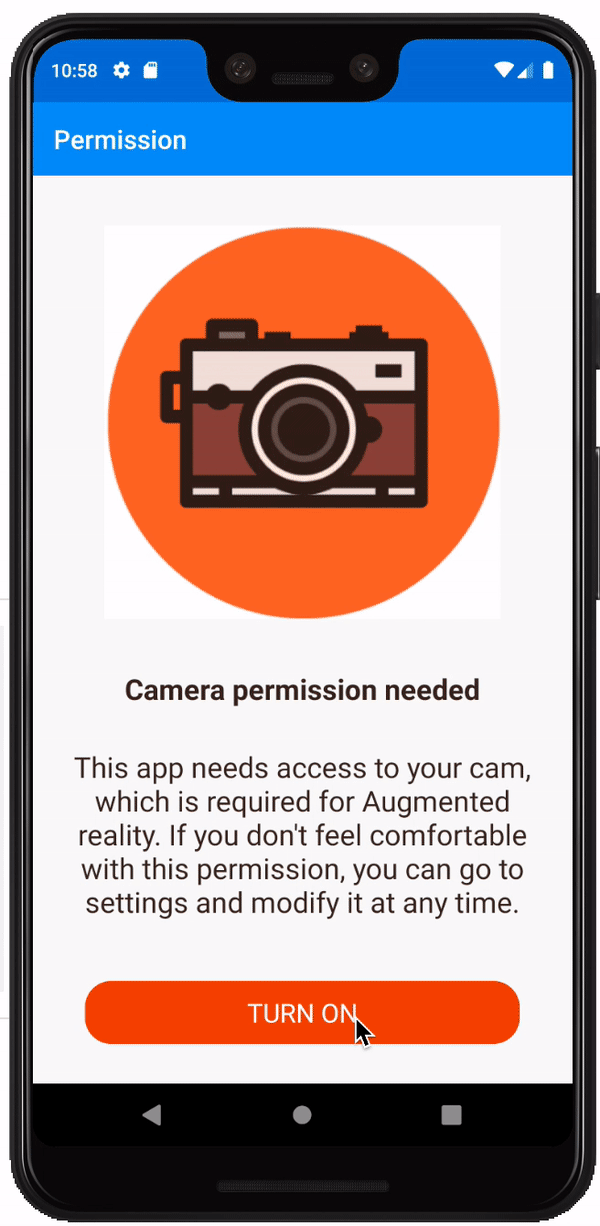 10:58
Permission
Camera permission needed
This app needs access to your cam,
which is required for Augmented
reality. If you don't feel comfortable
with this permission, you can go to
settings and modify it at any time.
TURN ON